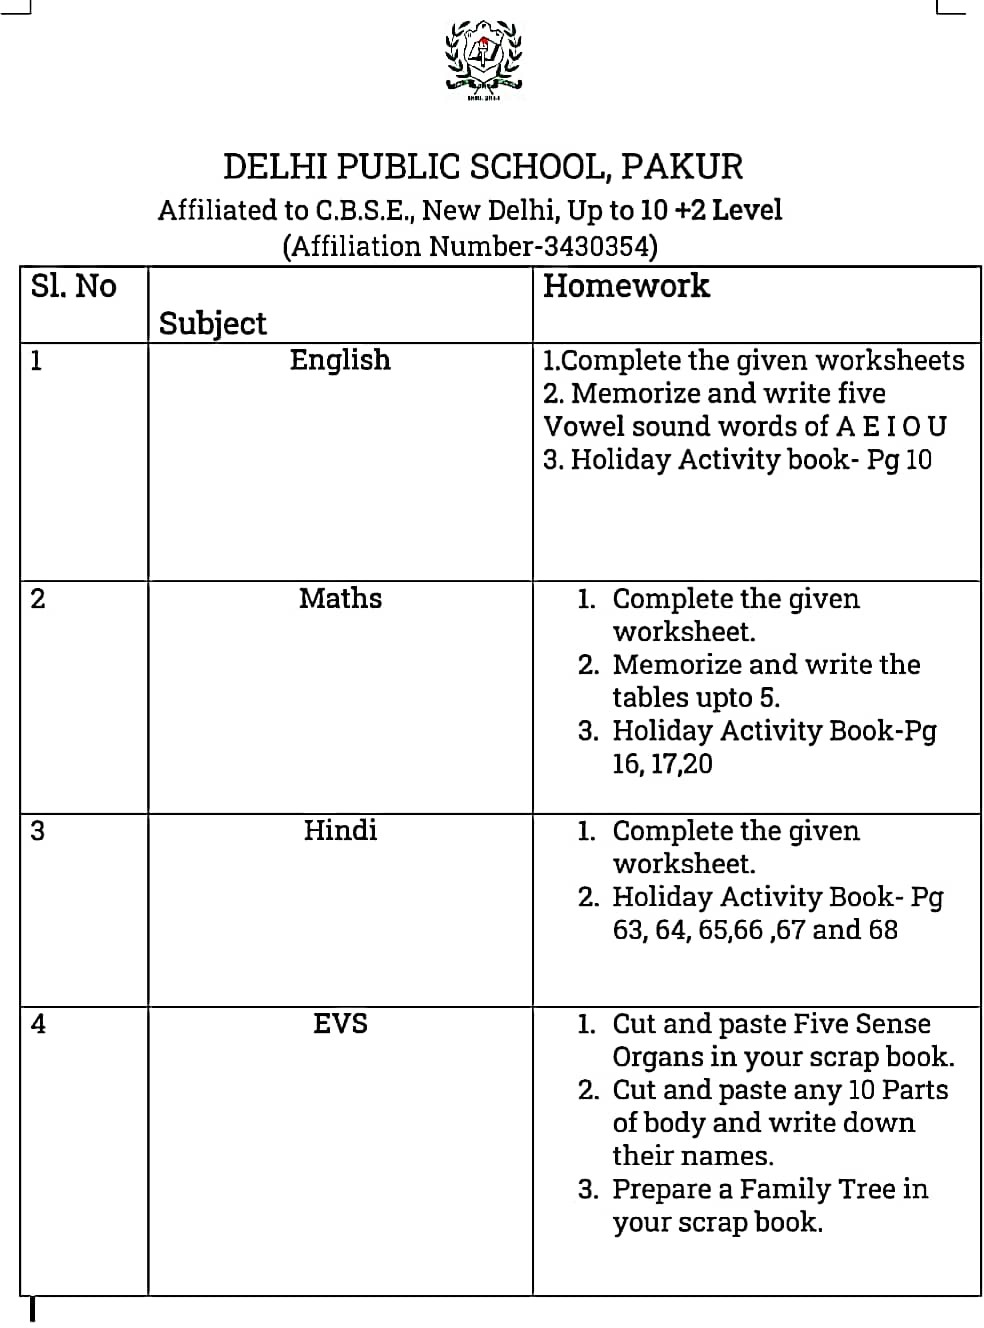 DELHI PUBLIC SCHOOL, PAKUR
Affiliated to C.B.S.E., New Delhi, Up to 10 +2 Level
(Affiliation Number-3430354)
Sl. No
Subject
Homework
1
English
1.Complete the given worksheets
2. Memorize and write five
Vowel sound words of A E I O U
3. Holiday Activity book- Pg 10
2
Maths
1. Complete the given
worksheet.
2. Memorize and write the
tables upto 5.
3. Holiday Activity Book-Pg
16, 17,20
3
Hindi
1. Complete the given
worksheet.
2. Holiday Activity Book- Pg
63, 64, 65,66 ,67 and 68
4
EVS
1. Cut and paste Five Sense
Organs in your scrap book.
2. Cut and paste any 10 Parts
of body and write down
their names.
3. Prepare a Family Tree in
your scrap book.